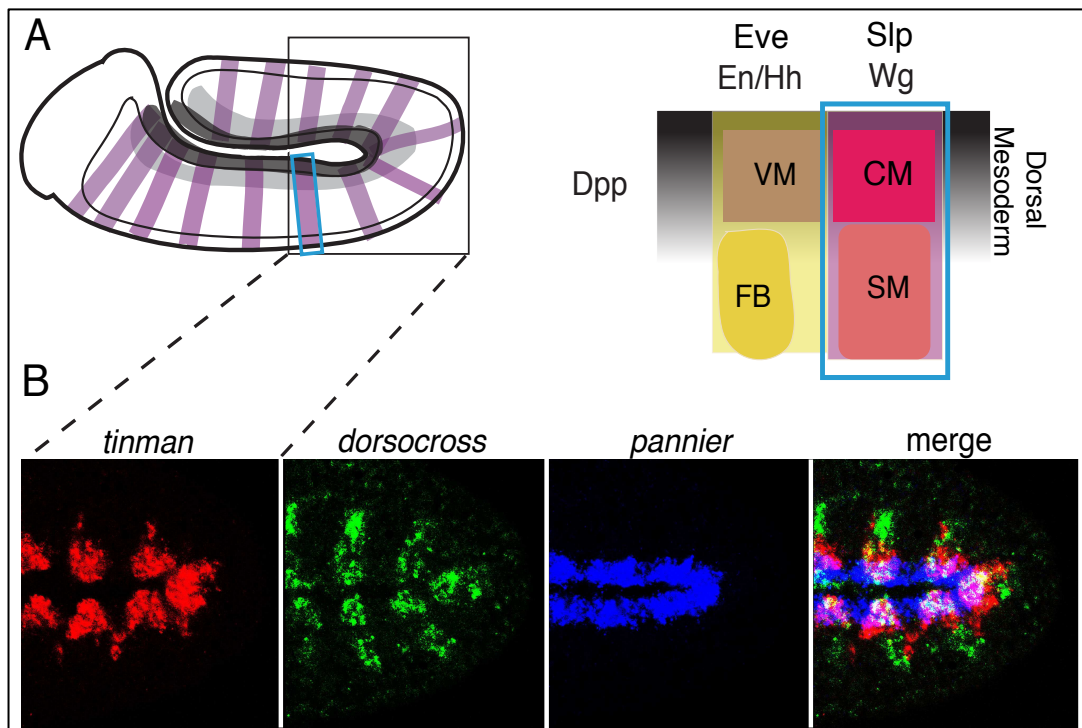 A
Eve Slp
En/Hh Wg
Dpp
VM CM
FB SM
Dorsal
Mesoderm
B
tinman dorsocross pannier merge